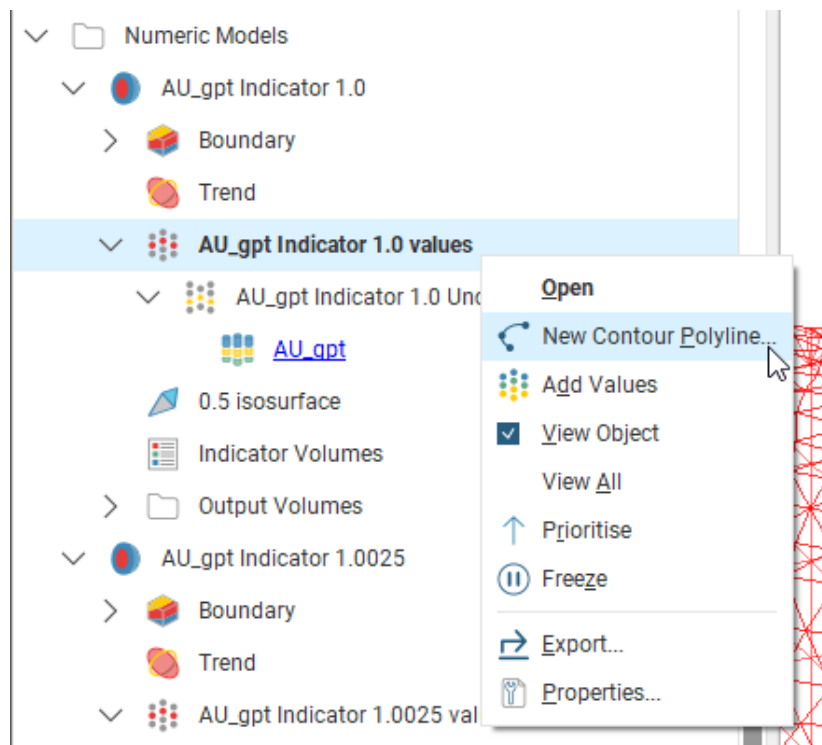 Numeric Models
AU_gpt Indicator 1.0
Boundary
Trend
AU_gpt Indicator 1.0 values
Open
AU_gpt Indicator 1.0
New Contour Polyline...
AU_gpt
Add Values
0.5 isosurface
View Object
Indicator Volumes
View All
Output Volumes
Prioritise
AU_gpt Indicator 1.0025
Freeze
Boundary
Export...
Trend
Properties...
AU_gpt Indicator 1.0025